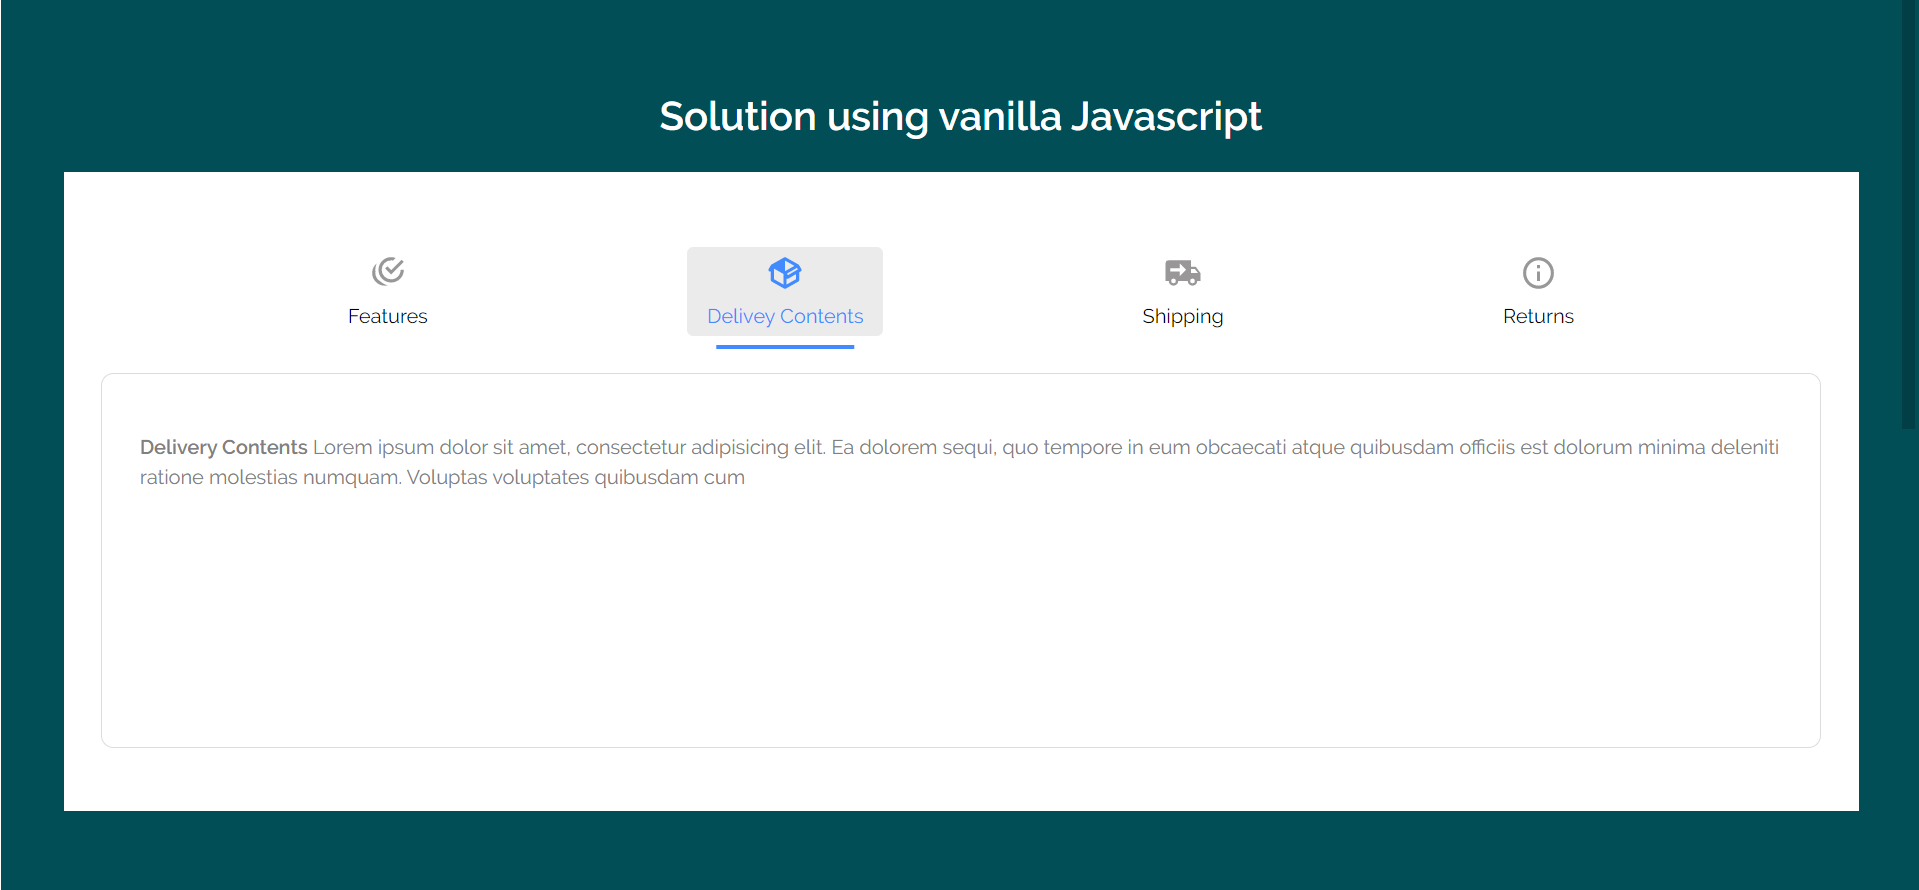 Solution using vanilla Javascript
Features
Delivey Contents
Shipping
Returns
Delivery Contents Lorem ipsum dolor sit amet, consectetur adipisicing elit. Ea dolorem sequi, quo tempore in eum obcaecati atque quibusdam officiis est dolorum minima deleniti
ratione molestias numquam. Voluptas voluptates quibusdam cum